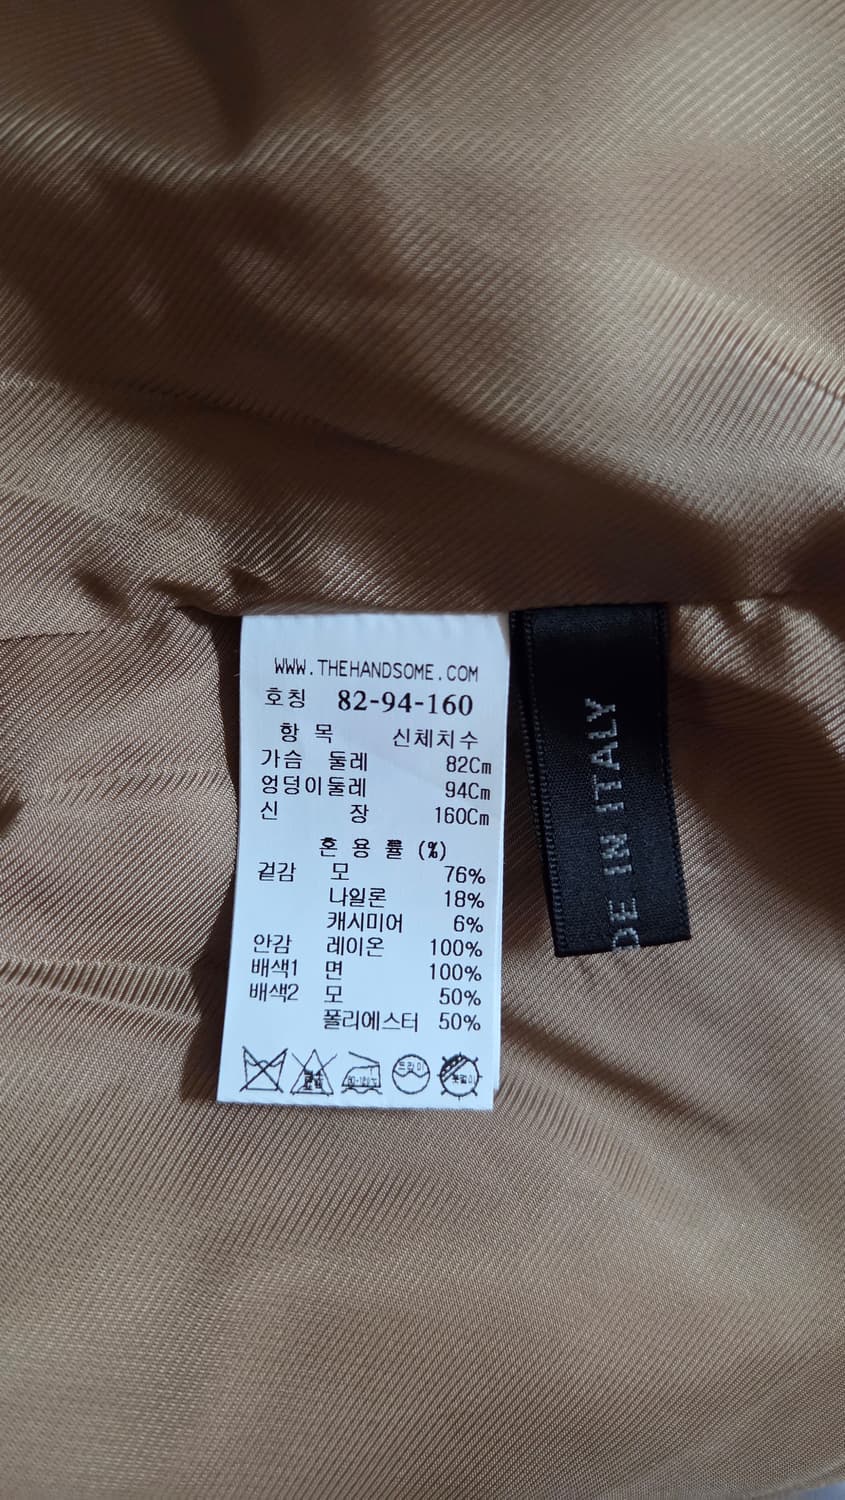 WWW.THEHANDSOME.COM
호칭 82-94-160
항 목 신체치수
가슴 둘레 82Cm
엉덩이둘레 94Cm
신 장 160Cm
혼 용 률 (%)
겉감 모 76%
나일론 18%
캐시미어 6%
안감 레이온 100%
배색1 면 100%
배색2 모 50%
폴리에스터 50%
드라이
DE IN ITALY